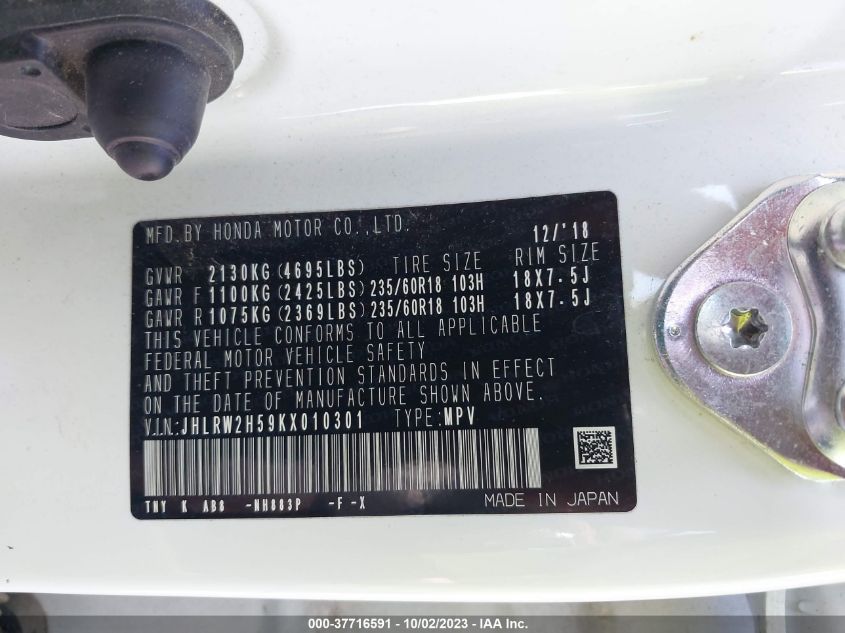 MFD.BY HONDA MOTOR CO.,LTD. 12/'18
GVWR 2130KG (4695LBS) TIRE SIZE RIM SIZE
GAWR F 1100KG (2425LBS) 235/60R18 103H 18X7.5J
GAWR R 1075KG (2369LBS) 235/60R18 103H 18X7.5J
THIS VEHICLE CONFORMS TO ALL APPLICABLE
FEDERAL MOTOR VEHICLE SAFETY
AND THEFT PREVENTION STANDARDS IN EFFECT
ON THE DATE OF MANUFACTURE SHOWN ABOVE.
V.I.N.:JHLRW2H59KX010301 TYPE:MPV
TNY K AB8 -NH883P -F -X MADE IN JAPAN
000-37716591 - 10/02/2023 - © IAA Inc.